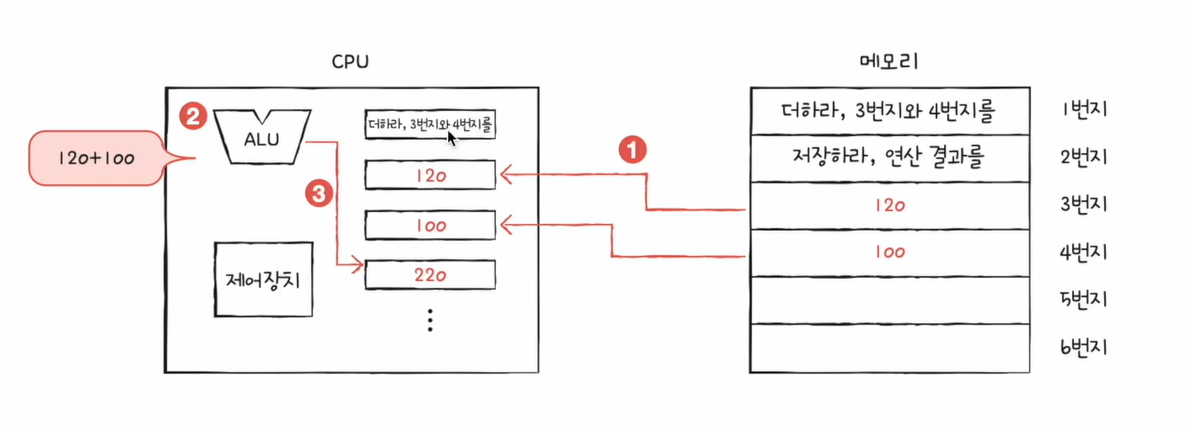 CPU
메모리
2
ALU
더하라, 3번지와 4번지를
120+100
120
1
3
100
220
제어장치
⋮
더하라, 3번지와 4번지를
1번지
저장하라, 연산 결과를
2번지
120
3번지
100
4번지
5번지
6번지